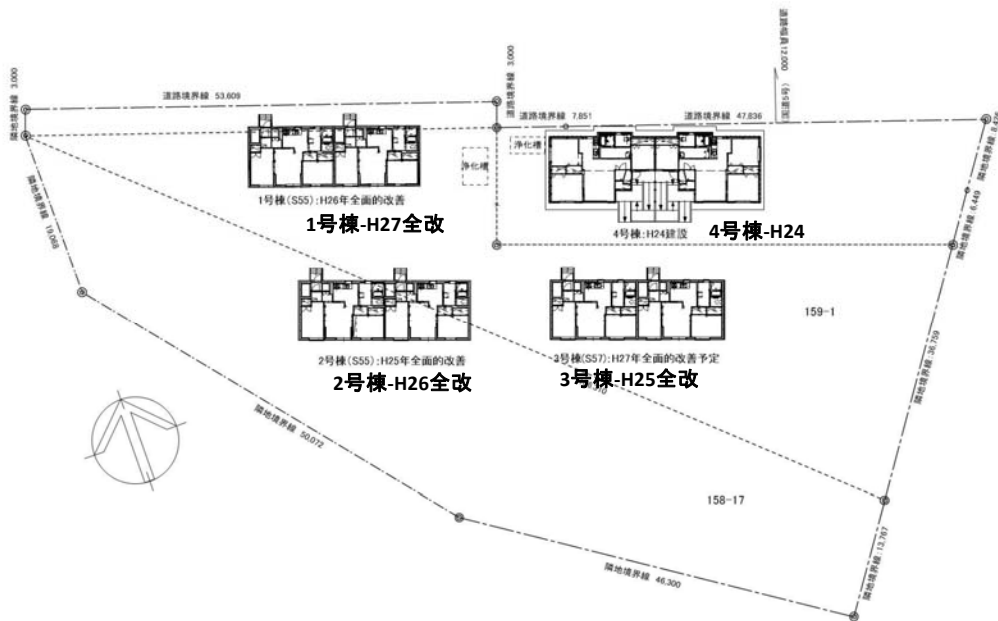 隣地境界線 3.000
道路境界線 53,609
道路境界線 3.000
道路幅員12.000
(国道5号)
道路境界線 7.851
道路境界線 47,836
隣地境界線 8,424
浄化槽
浄化槽
隣地境界線 6,449
1号棟(S55):H26年全面的改善
1号棟-H27全改
4号棟:H24建設
4号棟-H24
隣地境界線 19,069
159-1
隣地境界線 36,759
2号棟(S55):H25年全面的改善
2号棟-H26全改
3号棟(S57):H27年全面的改善予定
3号棟-H25全改
隣地境界線 50,072
158-17
隣地境界線 46,300
隣地境界線 13,767